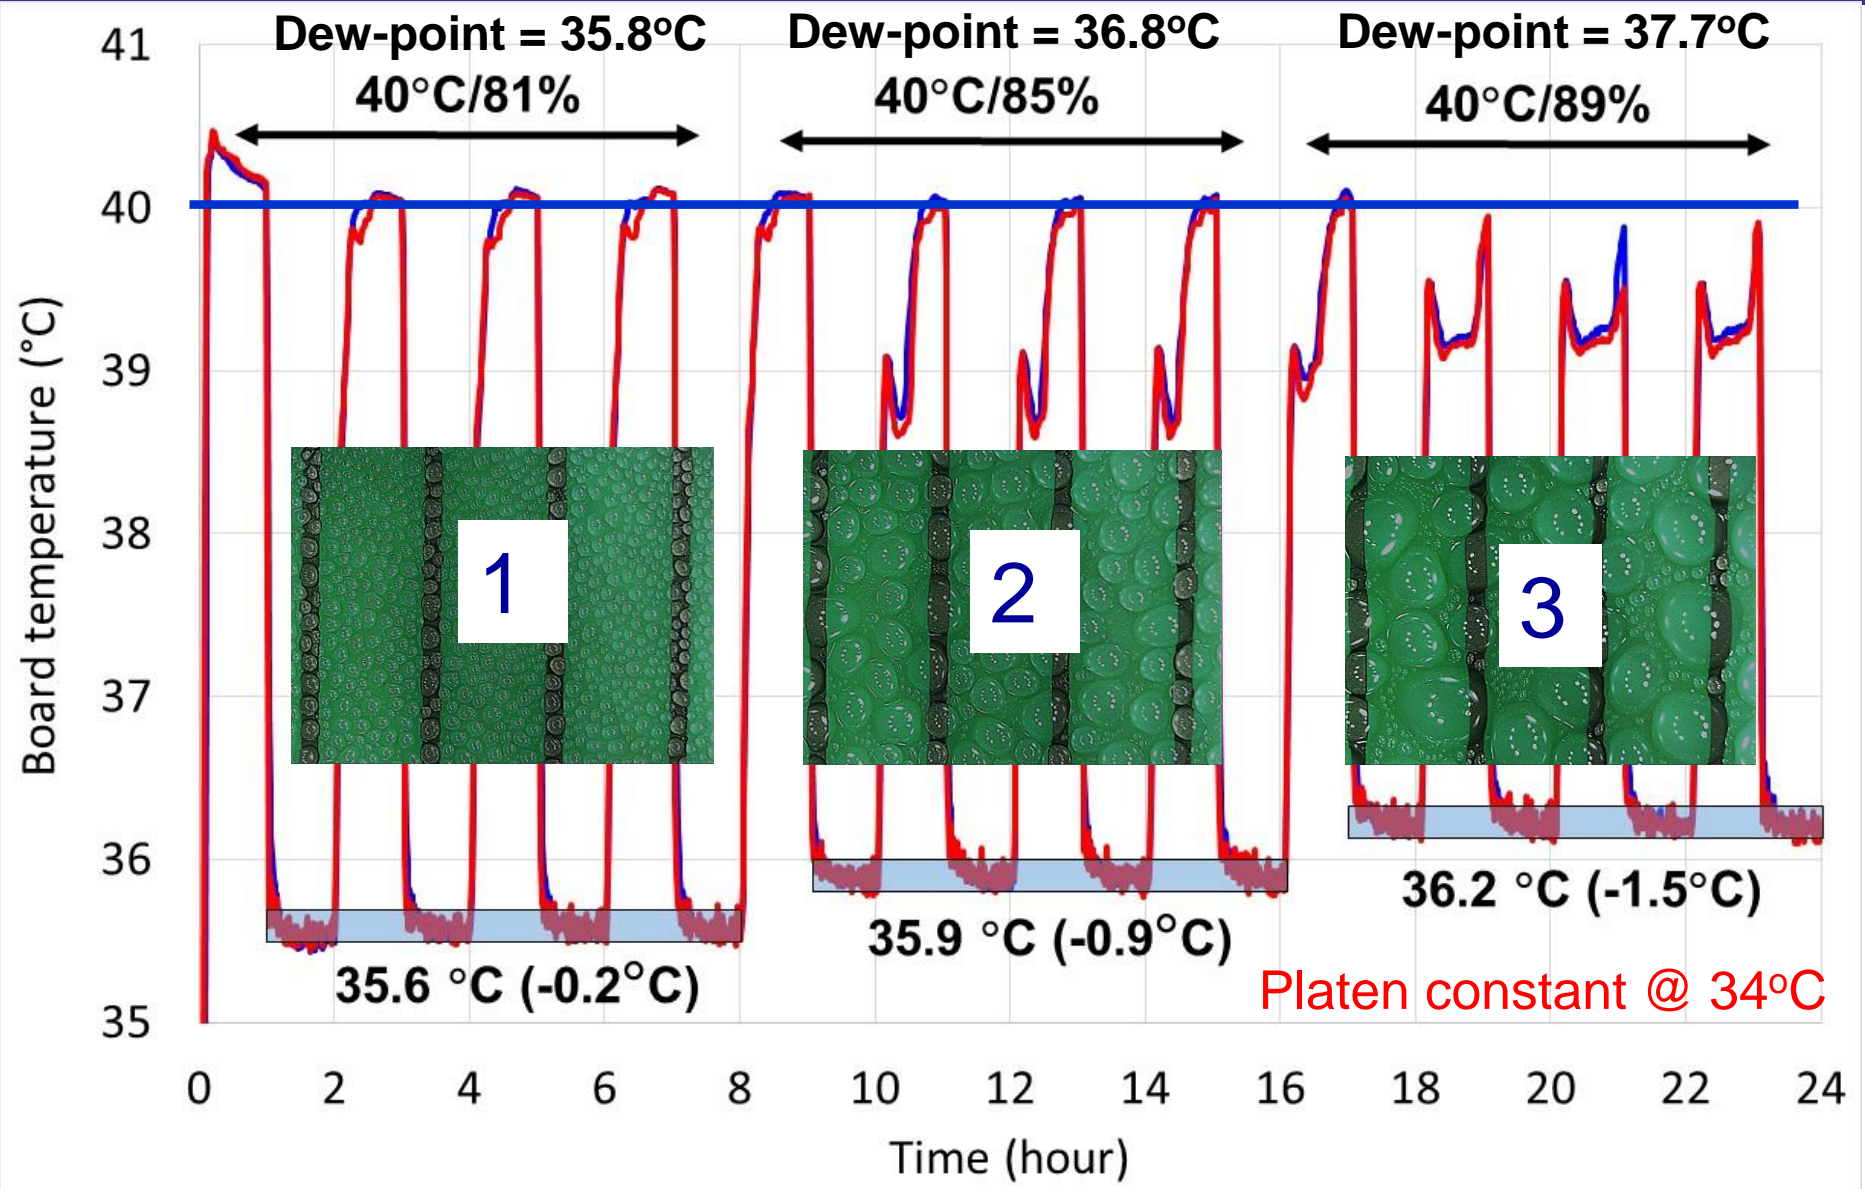 Dew-point = 35.8°C
Dew-point = 36.8°C
Dew-point = 37.7°C
40°C/81%
40°C/85%
40°C/89%
41
40
39
38
37
36
35
Board temperature (°C)
1
2
3
35.6 °C (-0.2°C)
35.9 °C (-0.9°C)
36.2 °C (-1.5°C)
Platen constant @ 34°C
0 2 4 6 8 10 12 14 16 18 20 22 24
Time (hour)